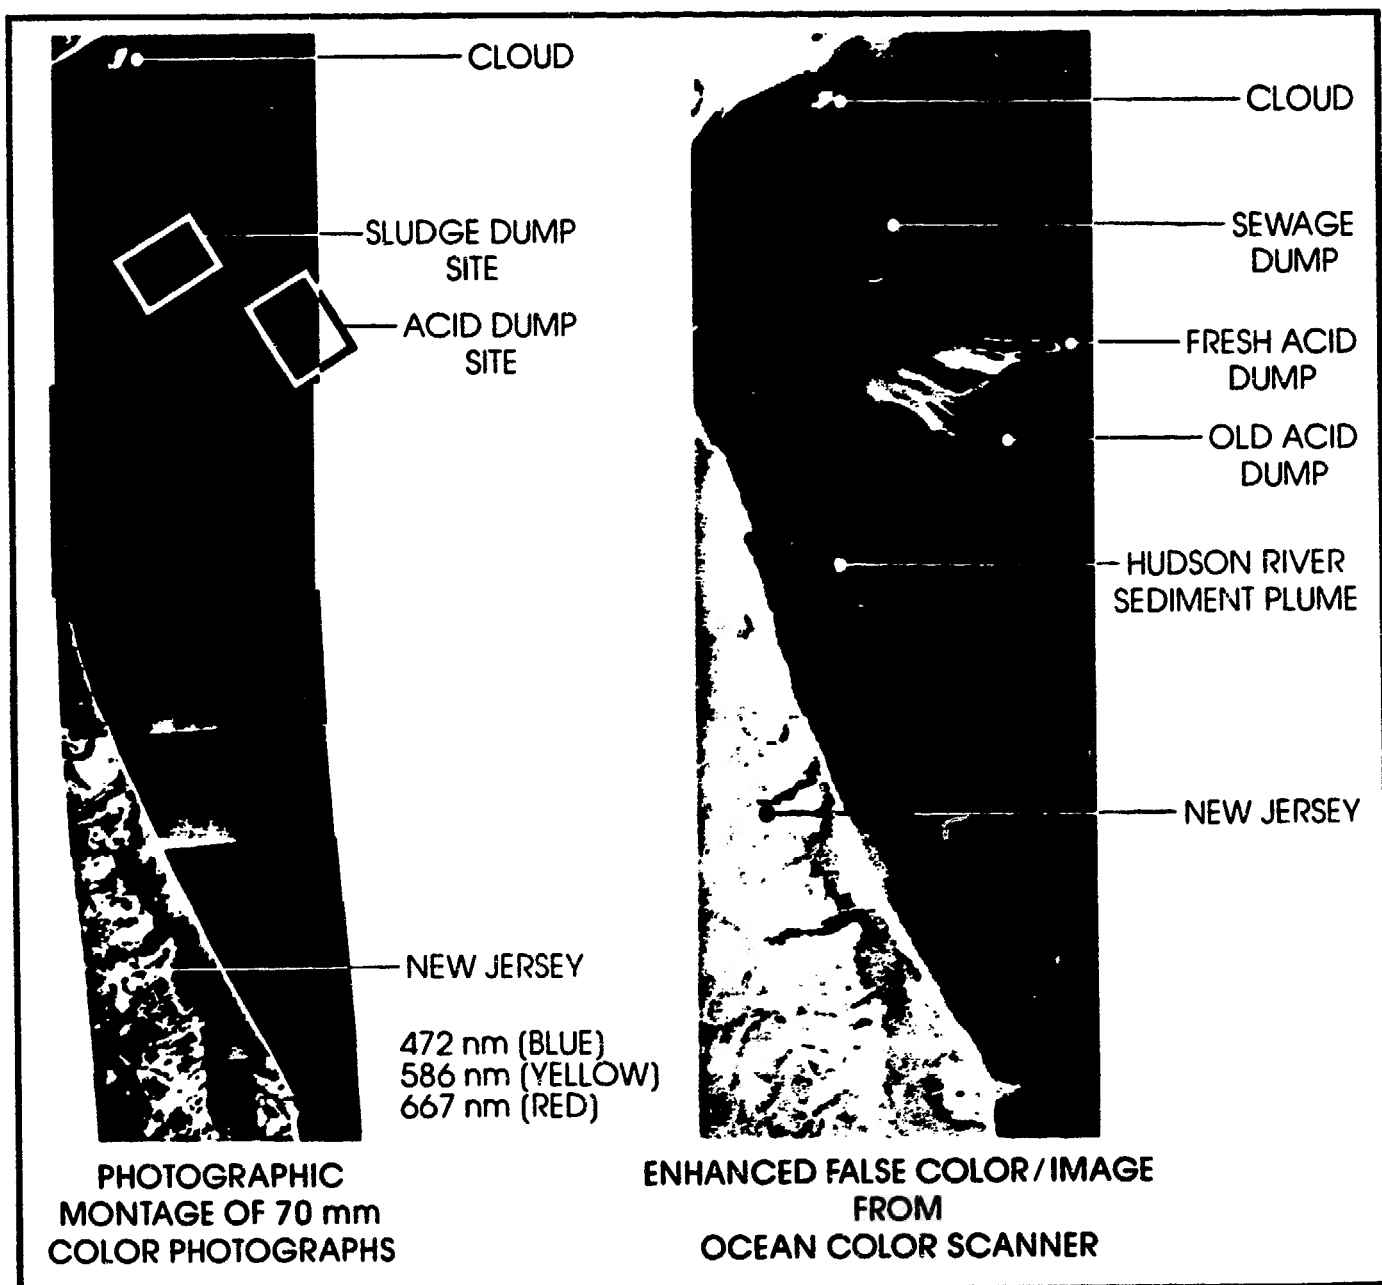 CLOUD
SLUDGE DUMP
SITE
ACID DUMP
SITE
NEW JERSEY
472 nm (BLUE)
586 nm (YELLOW)
667 nm (RED)
PHOTOGRAPHIC
MONTAGE OF 70 mm
COLOR PHOTOGRAPHS
CLOUD
SEWAGE
DUMP
FRESH ACID
DUMP
OLD ACID
DUMP
HUDSON RIVER
SEDIMENT PLUME
NEW JERSEY
ENHANCED FALSE COLOR/IMAGE
FROM
OCEAN COLOR SCANNER